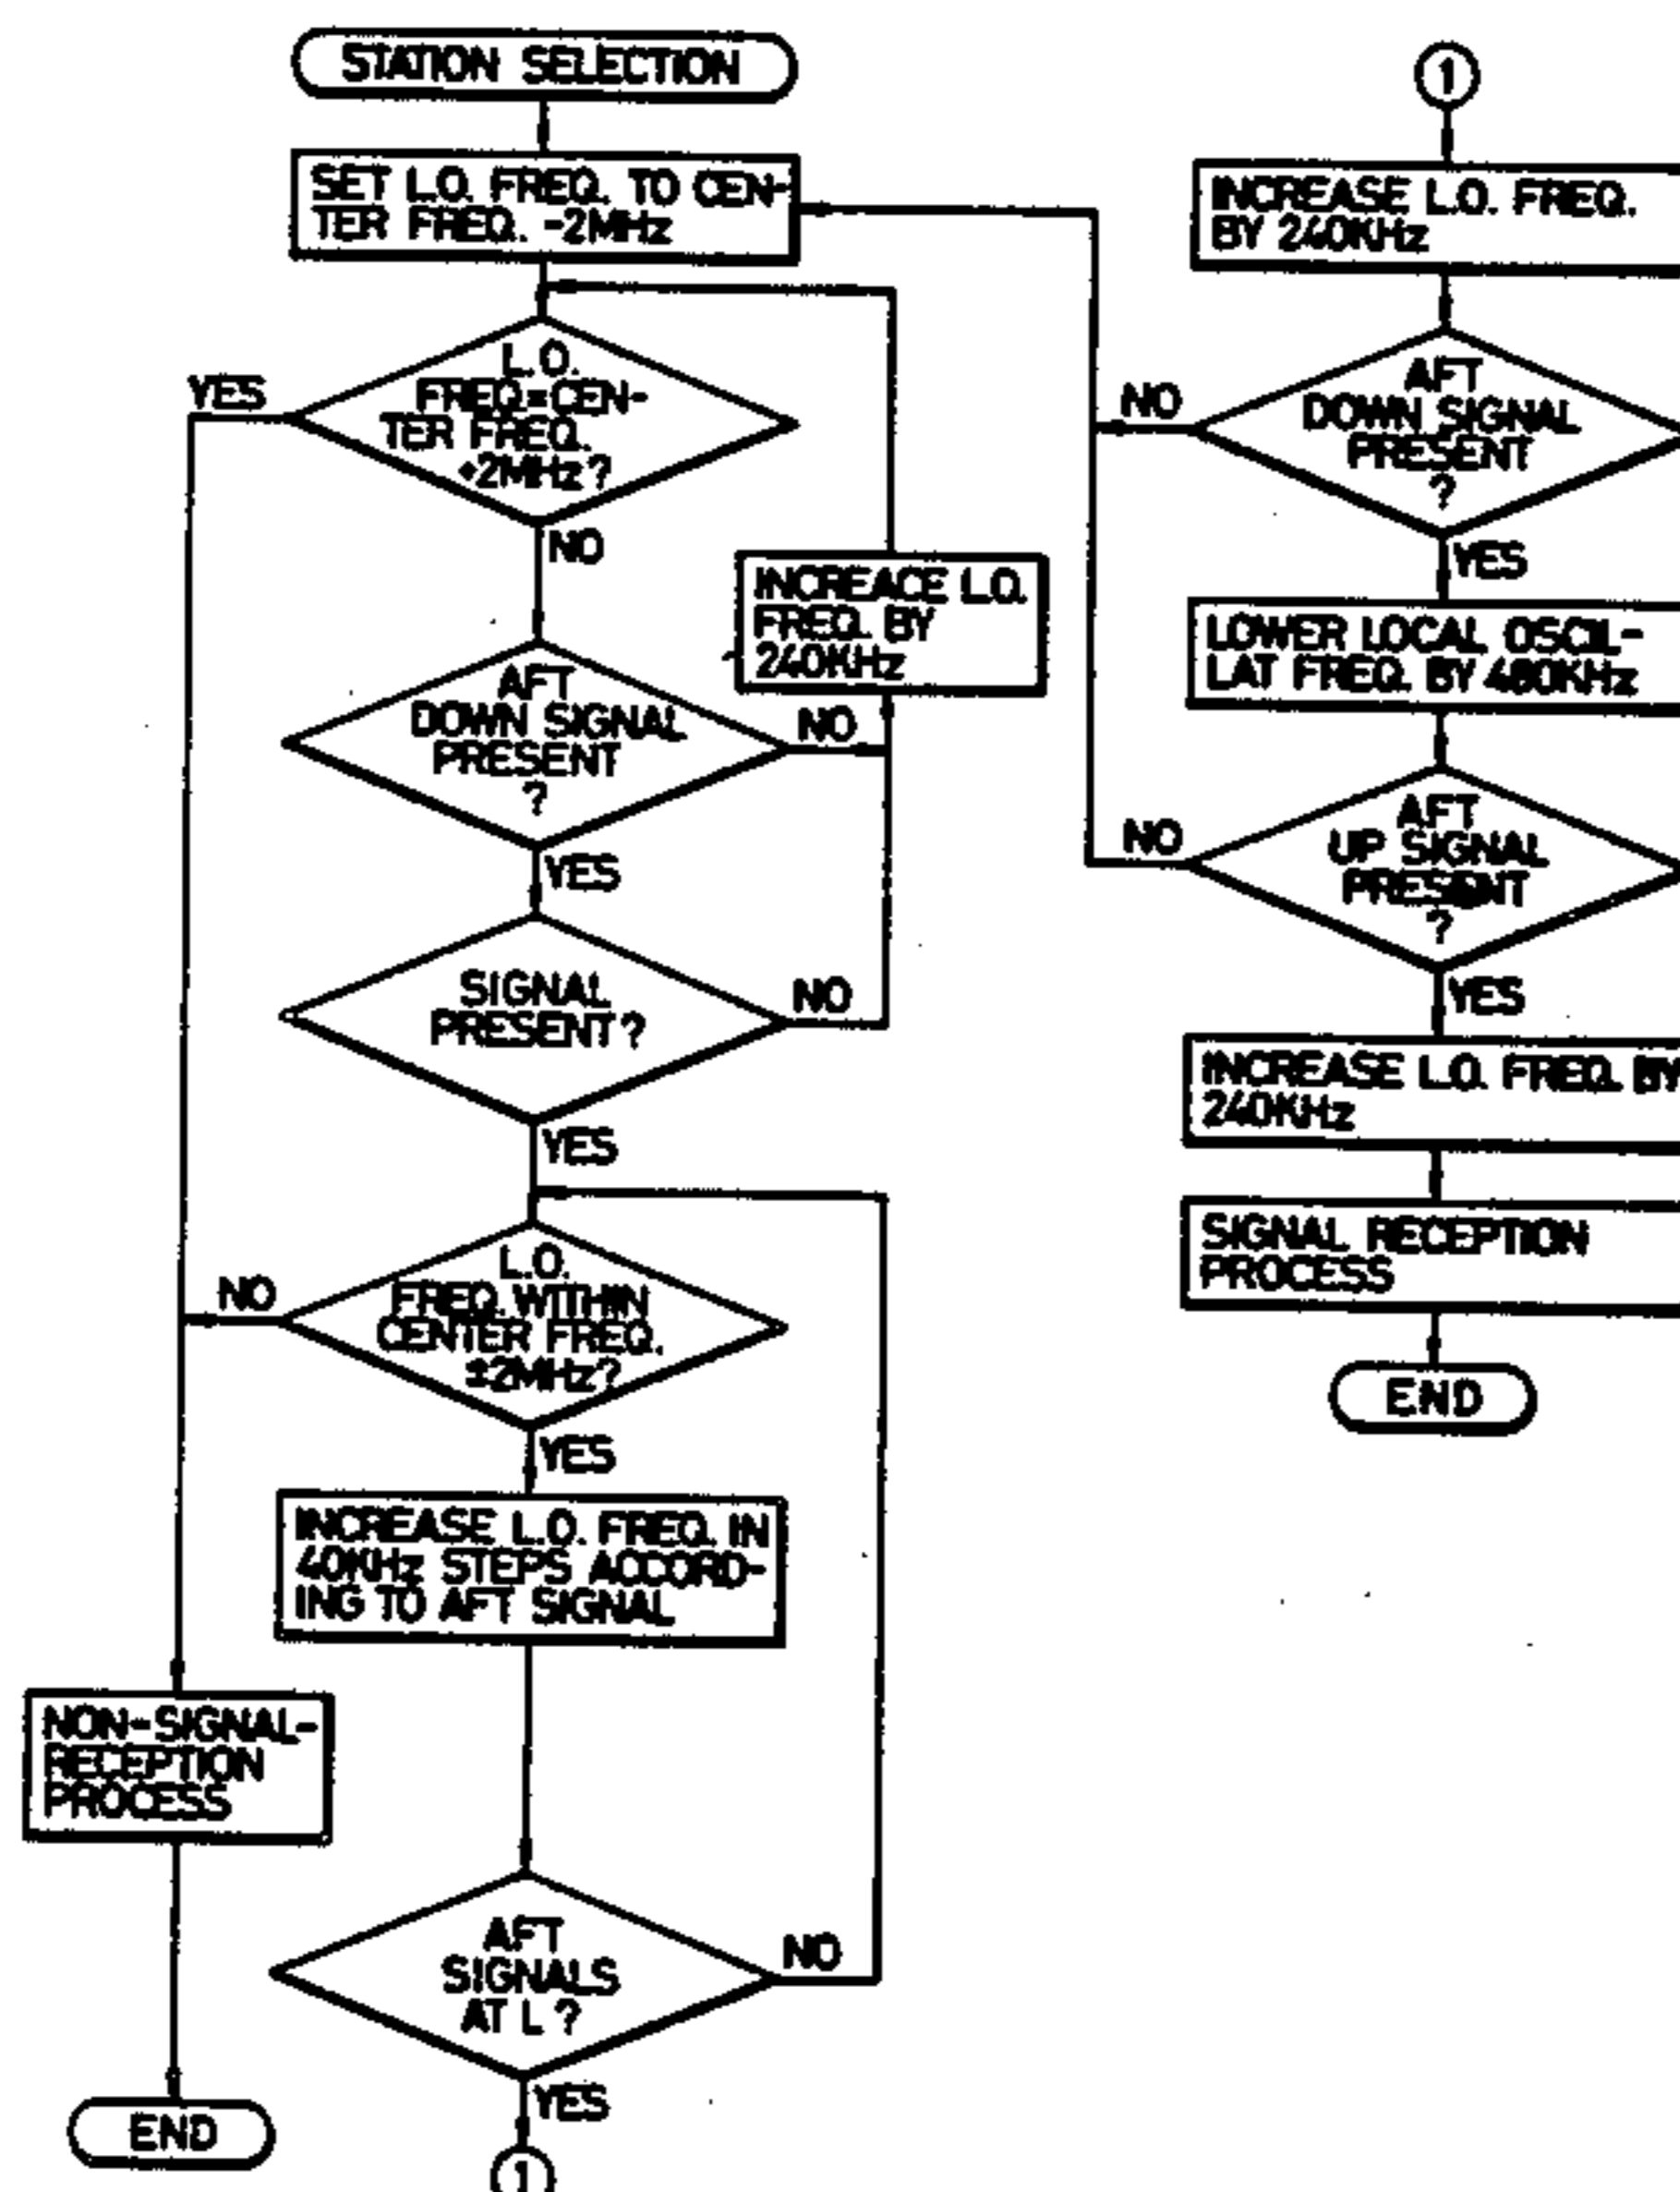 STATION SELECTION
SET L.O. FREQ. TO CEN-
TER FREQ. -2MHz
L.O.
FREQ.=CEN-
TER FREQ.
+2MHz?
YES
NO
INCREACE L.O.
FREQ. BY
240KHz
AFT
DOWN SIGNAL
PRESENT
?
NO
YES
SIGNAL
PRESENT?
NO
YES
L.O.
FREQ. WITHIN
CENTER FREQ.
±2MHz?
NO
YES
INCREASE L.O. FREQ. IN
40KHz STEPS ACCORD-
ING TO AFT SIGNAL
NON-SIGNAL-
RECEPTION
PROCESS
AFT
SIGNALS
AT L?
NO
YES
END
1
1
INCREASE L.O. FREQ.
BY 240KHz
AFT
DOWN SIGNAL
PRESENT
?
NO
YES
LOWER LOCAL OSCIL-
LAT FREQ. BY 480KHz
AFT
UP SIGNAL
PRESENT
?
NO
YES
INCREASE L.O. FREQ. BY
240KHz
SIGNAL RECEPTION
PROCESS
END